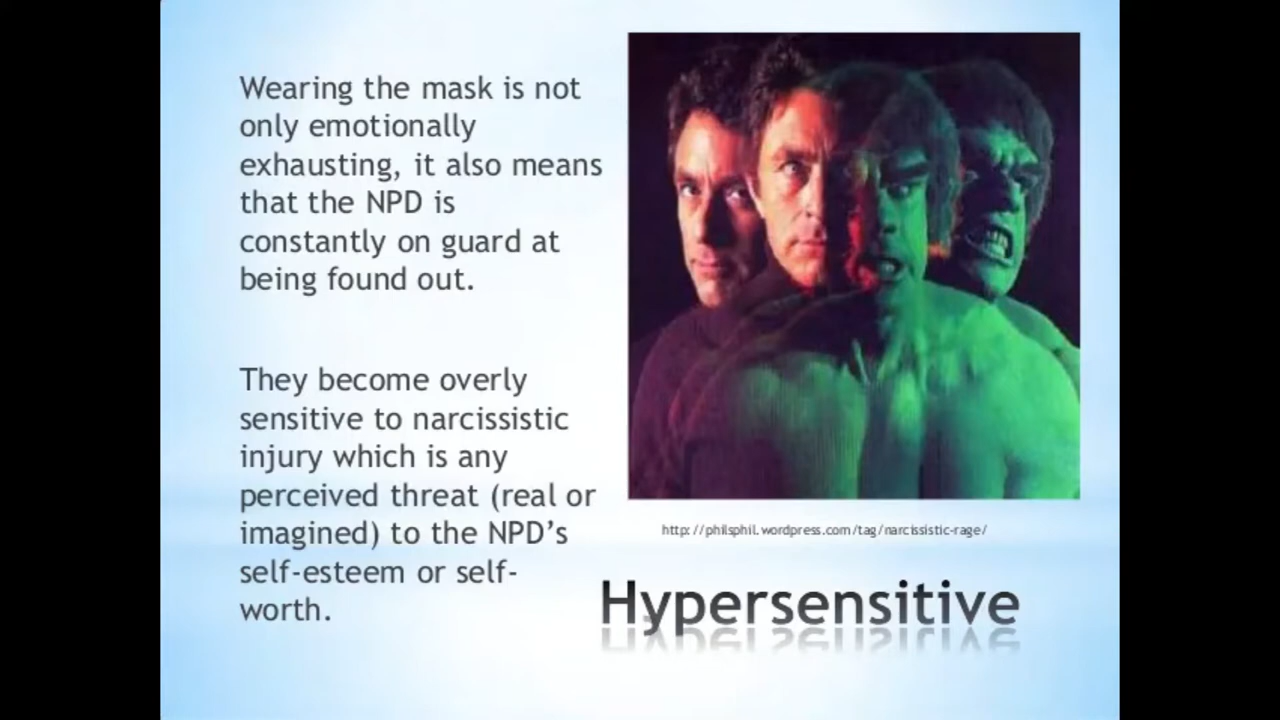 Wearing the mask is not
only emotionally
exhausting, it also means
that the NPD is
constantly on guard at
being found out.
They become overly
sensitive to narcissistic
injury which is any
perceived threat (real or
imagined) to the NPD’s
self-esteem or self-
worth.
http://philsphil.wordpress.com/tag/narcissistic-rage/
Hypersensitive